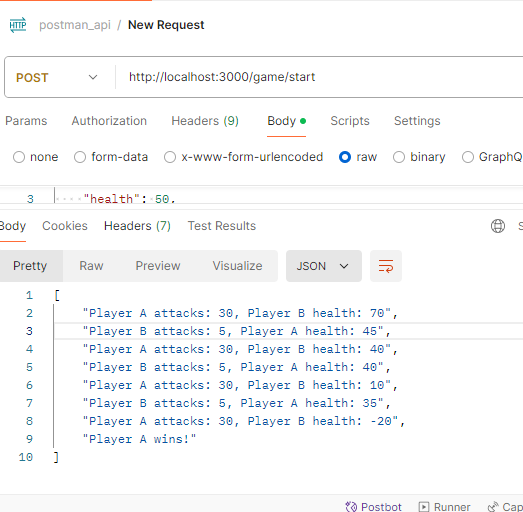 HTTP postman_api / New Request
POST http://localhost:3000/game/start
Params Authorization Headers (9) Body Scripts Settings
none form-data x-www-form-urlencoded raw binary GraphQ
3 "health": 50,
Body Cookies Headers (7) Test Results
Pretty Raw Preview Visualize JSON
1 [
2 "Player A attacks: 30, Player B health: 70",
3 "Player B attacks: 5, Player A health: 45",
4 "Player A attacks: 30, Player B health: 40",
5 "Player B attacks: 5, Player A health: 40",
6 "Player A attacks: 30, Player B health: 10",
7 "Player B attacks: 5, Player A health: 35",
8 "Player A attacks: 30, Player B health: -20",
9 "Player A wins!"
10 ]
Postbot Runner Cap